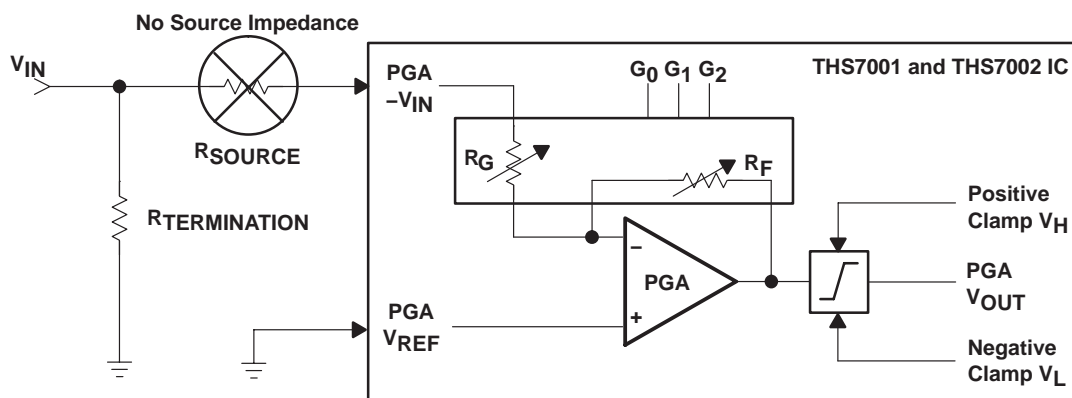 No Source Impedance
VIN
RSOURCE
RTERMINATION
THS7001 and THS7002 IC
PGA
–VIN
G0 G1 G2
RG
RF
–
PGA
+
PGA
VREF
Positive
Clamp VH
PGA
VOUT
Negative
Clamp VL